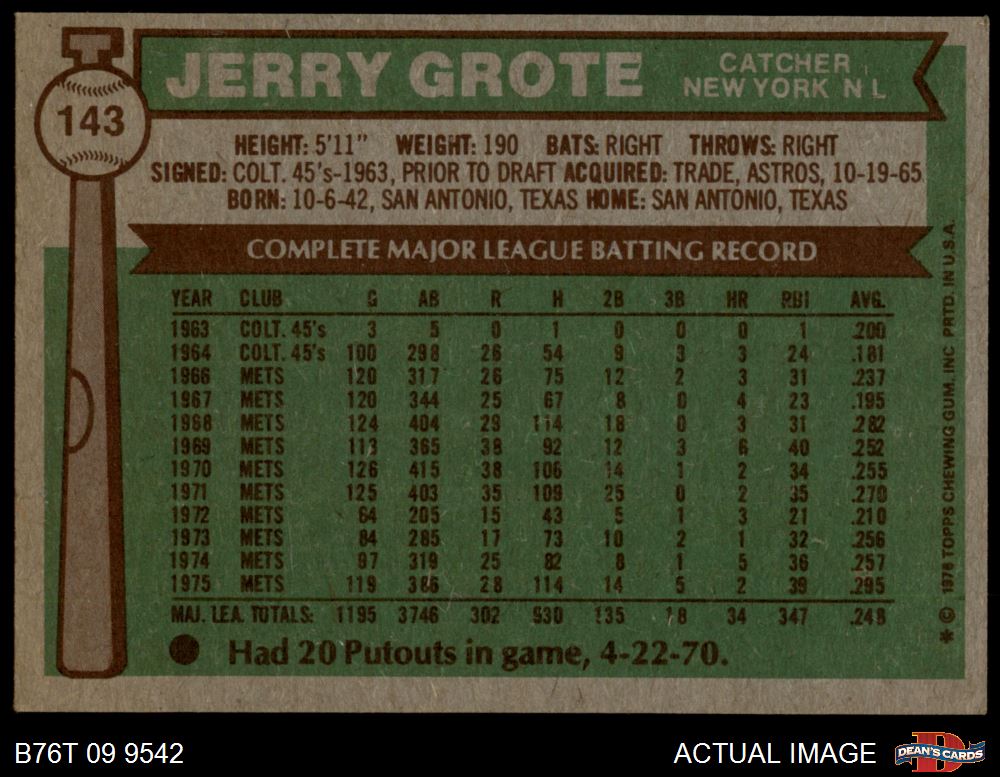 143
JERRY GROTE
CATCHER
NEW YORK N L
HEIGHT: 5'11" WEIGHT: 190 BATS: RIGHT THROWS: RIGHT
SIGNED: COLT. 45's-1963, PRIOR TO DRAFT ACQUIRED: TRADE, ASTROS, 10-19-65
BORN: 10-6-42, SAN ANTONIO, TEXAS HOME: SAN ANTONIO, TEXAS
COMPLETE MAJOR LEAGUE BATTING RECORD
YEAR CLUB G AB R H 2B 3B HR RBI AVG.
1963 COLT. 45's 3 5 0 1 0 0 0 1 .200
1964 COLT. 45's 100 298 26 54 9 3 3 24 .181
1966 METS 120 317 26 75 12 2 3 31 .237
1967 METS 120 344 25 67 8 0 4 23 .195
1968 METS 124 404 29 114 18 0 3 31 .282
1969 METS 113 365 38 92 12 3 6 40 .252
1970 METS 126 415 38 106 14 1 2 34 .255
1971 METS 125 403 35 109 25 0 2 35 .270
1972 METS 64 205 15 43 5 1 3 21 .210
1973 METS 84 285 17 73 10 2 1 32 .256
1974 METS 97 319 25 82 8 1 5 36 .257
1975 METS 119 386 28 114 14 5 2 39 .295
MAJ. LEA. TOTALS: 1195 3746 302 930 135 18 34 347 .248
Had 20 Putouts in game, 4-22-70.
* © 1976 TOPPS CHEWING GUM, INC PRTD. IN U.S.A.
B76T 09 9542
ACTUAL IMAGE
DEAN'S CARDS